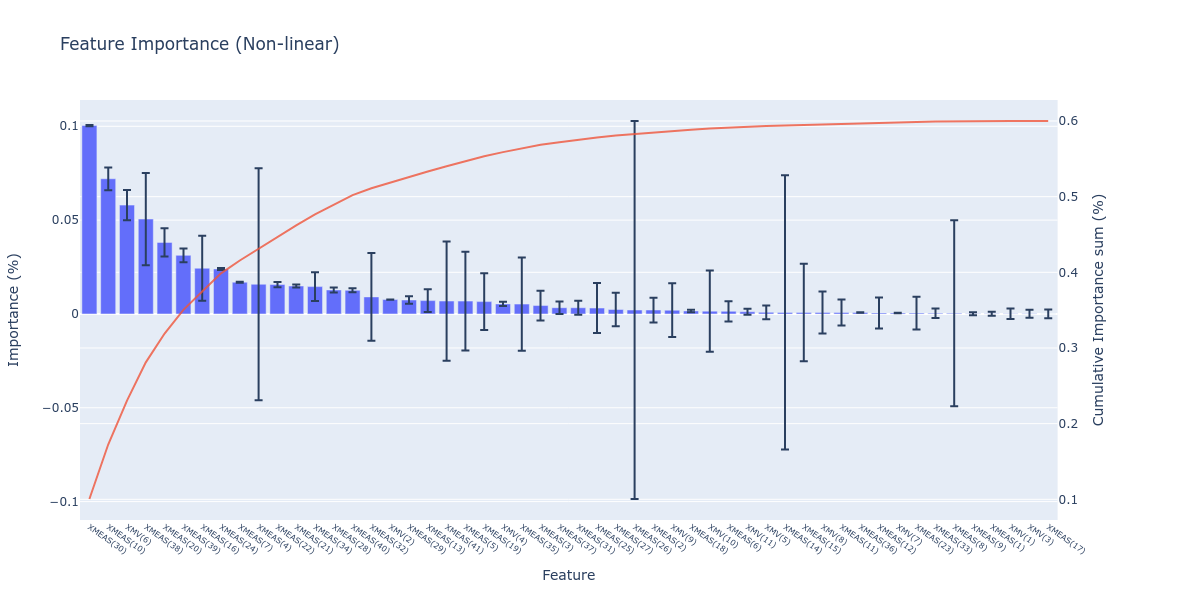 Feature Importance (Non-linear)
0.1
0.05
0
−0.05
−0.1
Importance (%)
0.6
0.5
0.4
0.3
0.2
0.1
Cumulative Importance sum (%)
XMEAS(30)
XMEAS(10)
XMV(6)
XMEAS(38)
XMEAS(20)
XMEAS(39)
XMEAS(16)
XMEAS(24)
XMEAS(7)
XMEAS(4)
XMEAS(22)
XMEAS(21)
XMEAS(34)
XMEAS(28)
XMEAS(40)
XMEAS(32)
XMV(2)
XMEAS(29)
XMEAS(13)
XMEAS(41)
XMEAS(5)
XMEAS(19)
XMV(4)
XMEAS(35)
XMEAS(3)
XMEAS(37)
XMEAS(31)
XMEAS(25)
XMEAS(27)
XMEAS(26)
XMEAS(2)
XMV(9)
XMEAS(18)
XMV(10)
XMEAS(6)
XMV(11)
XMV(5)
XMEAS(14)
XMEAS(15)
XMV(8)
XMEAS(11)
XMEAS(36)
XMEAS(12)
XMV(7)
XMEAS(23)
XMEAS(33)
XMEAS(8)
XMEAS(9)
XMEAS(1)
XMV(1)
XMV(3)
XMEAS(17)
Feature